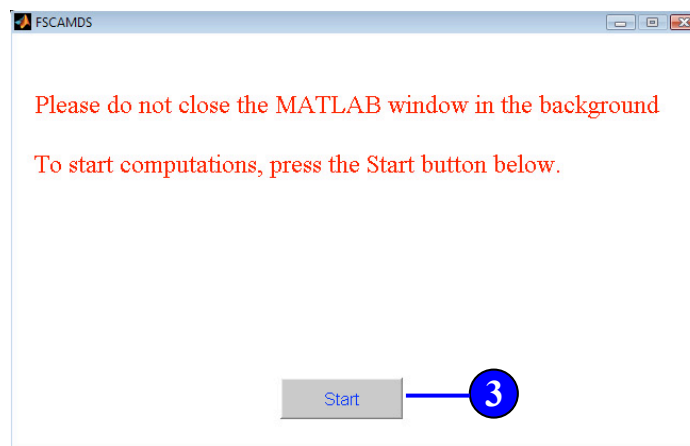 FSCAMDS
Please do not close the MATLAB window in the background
To start computations, press the Start button below.
Start
3